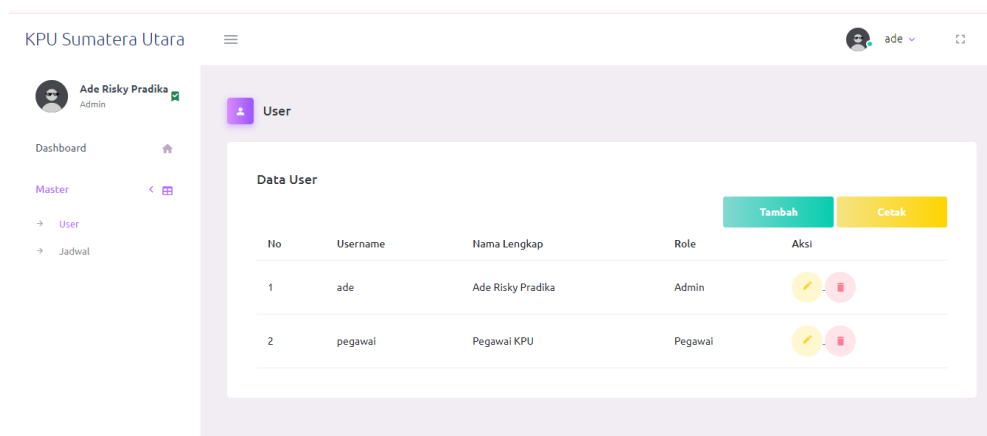 KPU Sumatera Utara
ade
Ade Risky Pradika
Admin
Dashboard
Master
User
Jadwal
User
Data User
Tambah Cetak
No Username Nama Lengkap Role Aksi
1 ade Ade Risky Pradika Admin
2 pegawai Pegawai KPU Pegawai